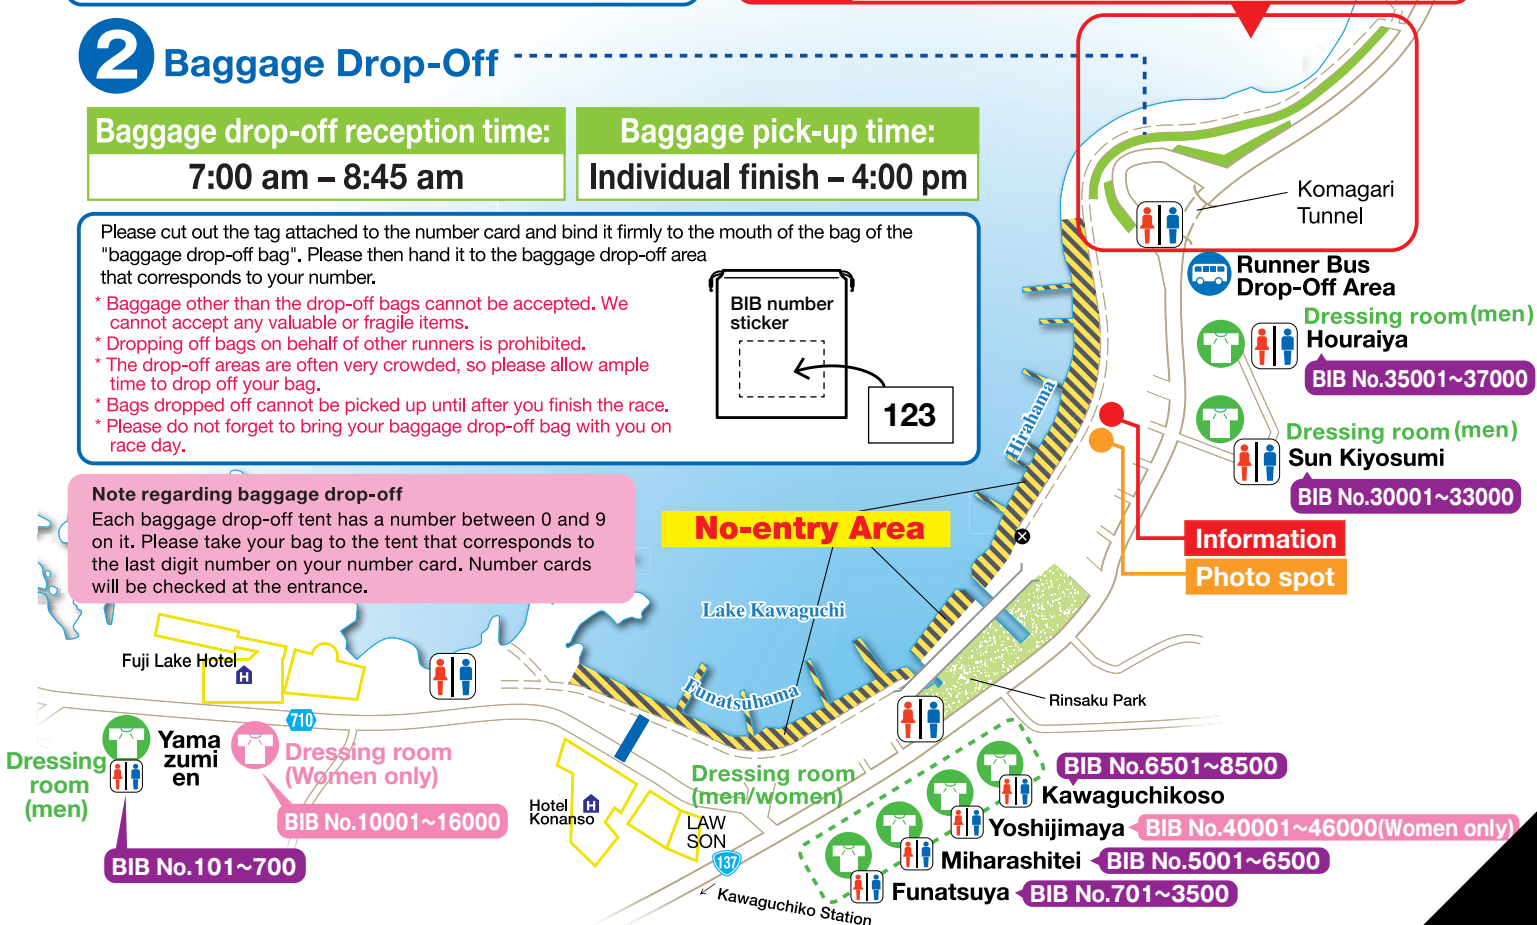 2 Baggage Drop-Off
Baggage drop-off reception time:
7:00 am – 8:45 am
Baggage pick-up time:
Individual finish – 4:00 pm
Please cut out the tag attached to the number card and bind it firmly to the mouth of the bag of the
"baggage drop-off bag". Please then hand it to the baggage drop-off area
that corresponds to your number.
* Baggage other than the drop-off bags cannot be accepted. We
cannot accept any valuable or fragile items.
* Dropping off bags on behalf of other runners is prohibited.
* The drop-off areas are often very crowded, so please allow ample
time to drop off your bag.
* Bags dropped off cannot be picked up until after you finish the race.
* Please do not forget to bring your baggage drop-off bag with you on
race day.
BIB number
sticker
123
Note regarding baggage drop-off
Each baggage drop-off tent has a number between 0 and 9
on it. Please take your bag to the tent that corresponds to
the last digit number on your number card. Number cards
will be checked at the entrance.
Komagari
Tunnel
Runner Bus
Drop-Off Area
Dressing room (men)
Houraiya
BIB No.35001~37000
Dressing room (men)
Sun Kiyosumi
BIB No.30001~33000
Hirahama
No-entry Area
Information
Photo spot
Lake Kawaguchi
Funatsuhama
Rinsaku Park
Fuji Lake Hotel
H
710
Dressing
room
(men)
Yama
zumi
en
BIB No.101~700
Dressing room
(Women only)
BIB No.10001~16000
Hotel
Konanso
H
LAW
SON
137
Kawaguchiko Station
Dressing room
(men/women)
BIB No.6501~8500
Kawaguchikoso
Yoshijimaya
BIB No.40001~46000(Women only)
Miharashitei
BIB No.5001~6500
Funatsuya
BIB No.701~3500